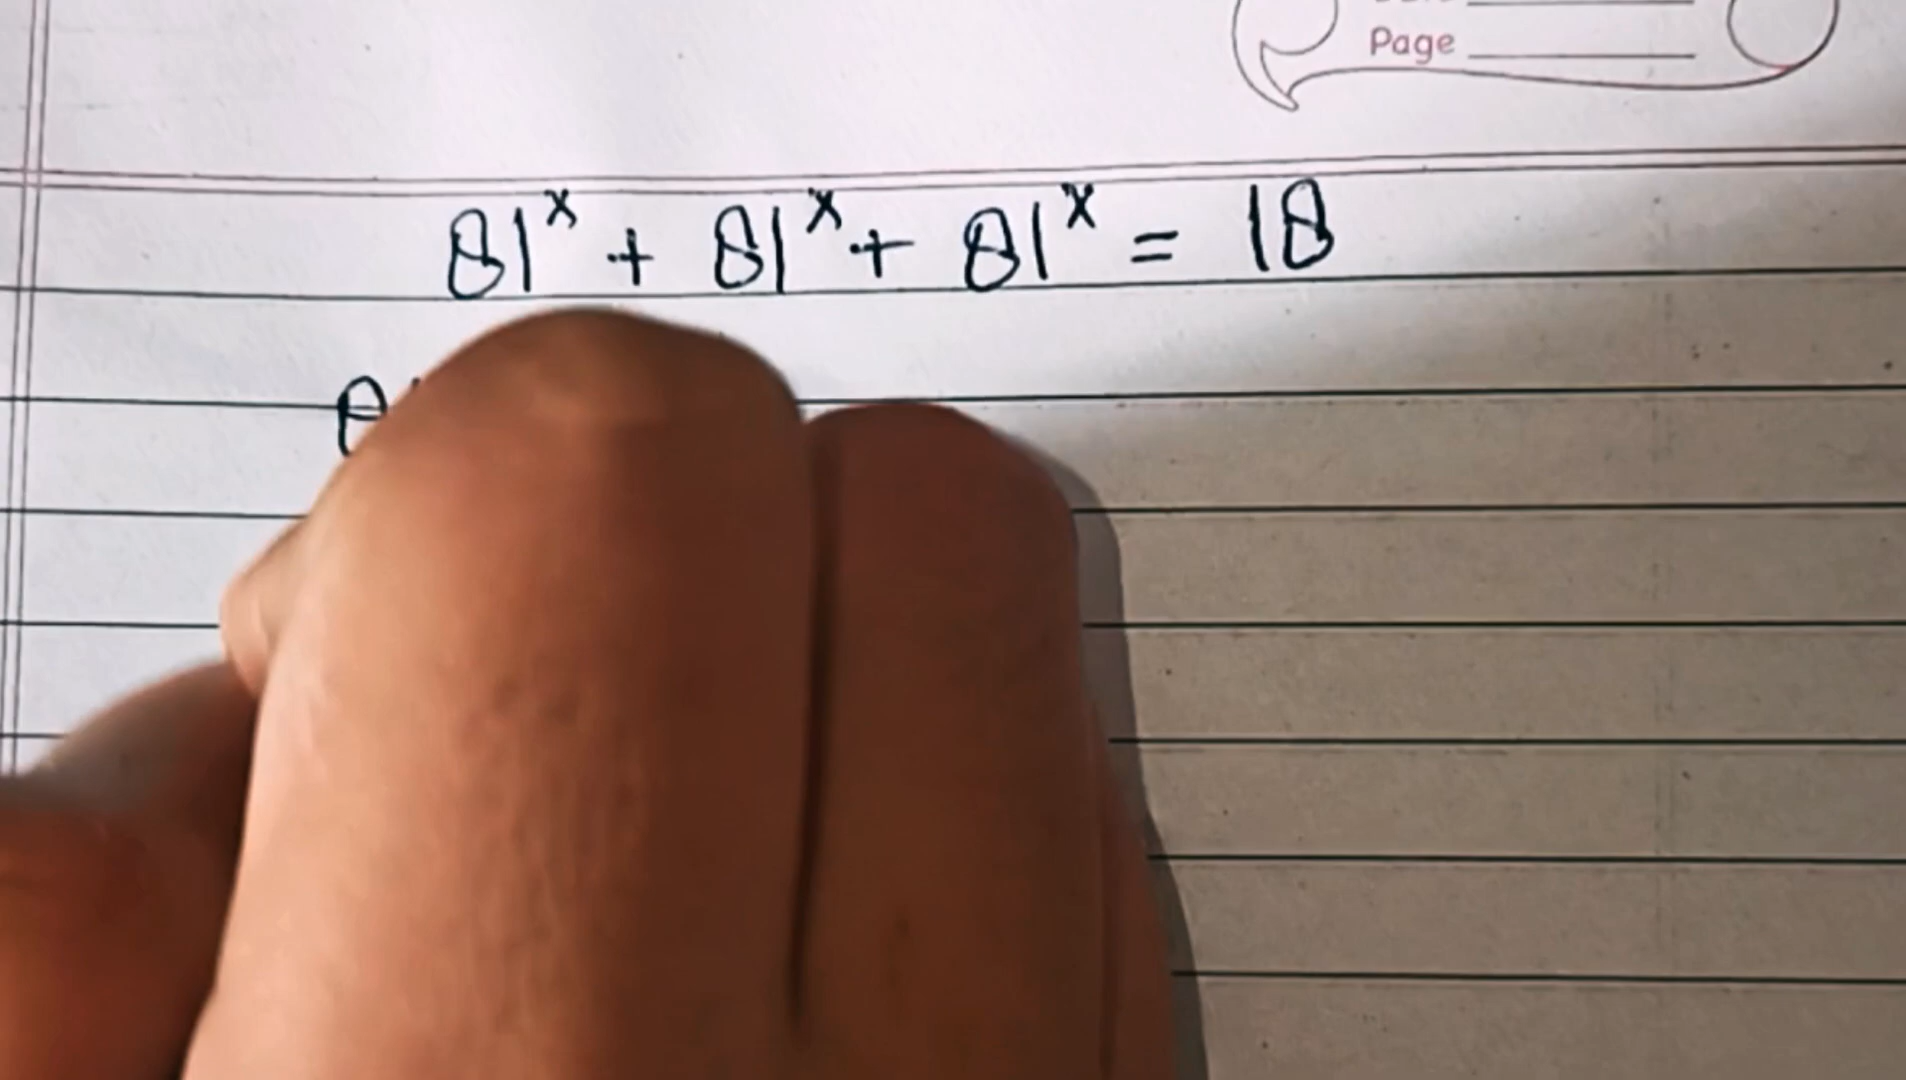 Page
81^x + 81^x + 81^x = 18